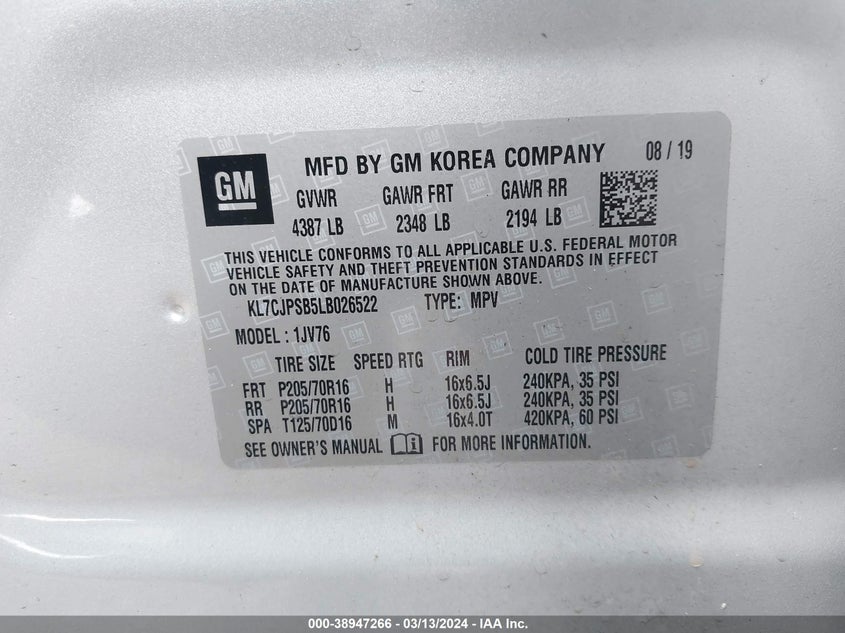 GM
MFD BY GM KOREA COMPANY 08 / 19
GVWR GAWR FRT GAWR RR
4387 LB 2348 LB 2194 LB
THIS VEHICLE CONFORMS TO ALL APPLICABLE U.S. FEDERAL MOTOR
VEHICLE SAFETY AND THEFT PREVENTION STANDARDS IN EFFECT
ON THE DATE OF MANUFACTURE SHOWN ABOVE.
KL7CJPSB5LB026522 TYPE: MPV
MODEL : 1JV76
TIRE SIZE SPEED RTG RIM COLD TIRE PRESSURE
FRT P205/70R16 H 16x6.5J 240KPA, 35 PSI
RR P205/70R16 H 16x6.5J 240KPA, 35 PSI
SPA T125/70D16 M 16x4.0T 420KPA, 60 PSI
SEE OWNER'S MANUAL FOR MORE INFORMATION.
000-38947266 - 03/13/2024 - IAA Inc.